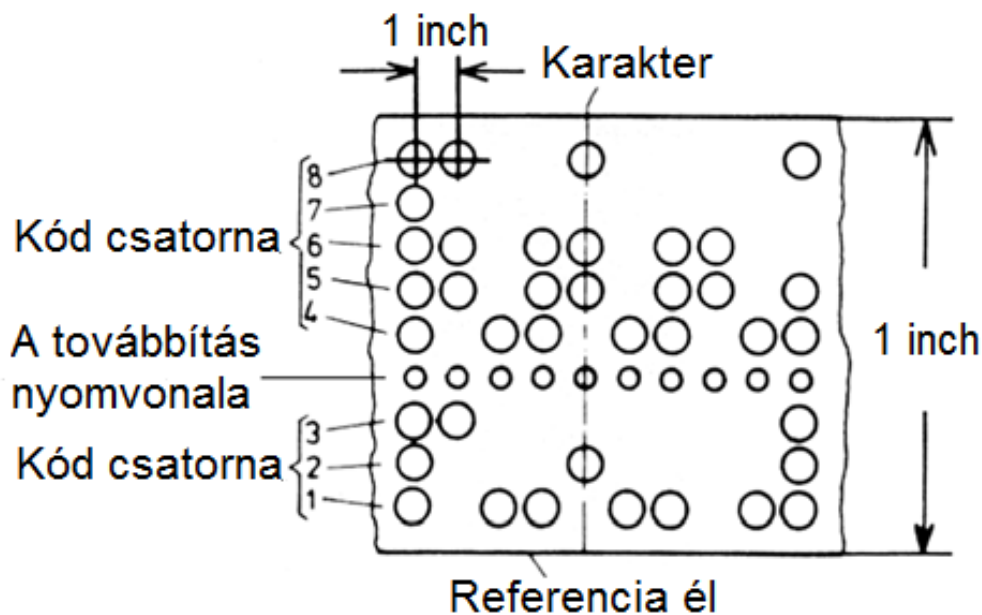 1 inch
Karakter
8
7
Kód csatorna
6
5
4
A továbbítás
nyomvonala
1 inch
3
Kód csatorna
2
1
Referencia él